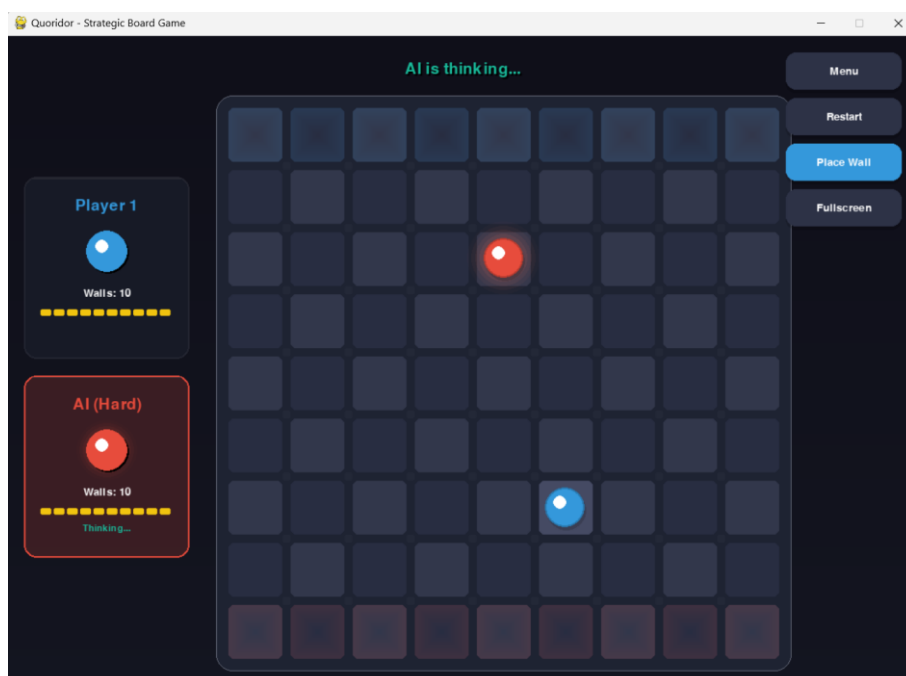 Quoridor - Strategic Board Game
AI is thinking...
Menu
Restart
Place Wall
Fullscreen
Player 1
Walls: 10
AI (Hard)
Walls: 10
Thinking...